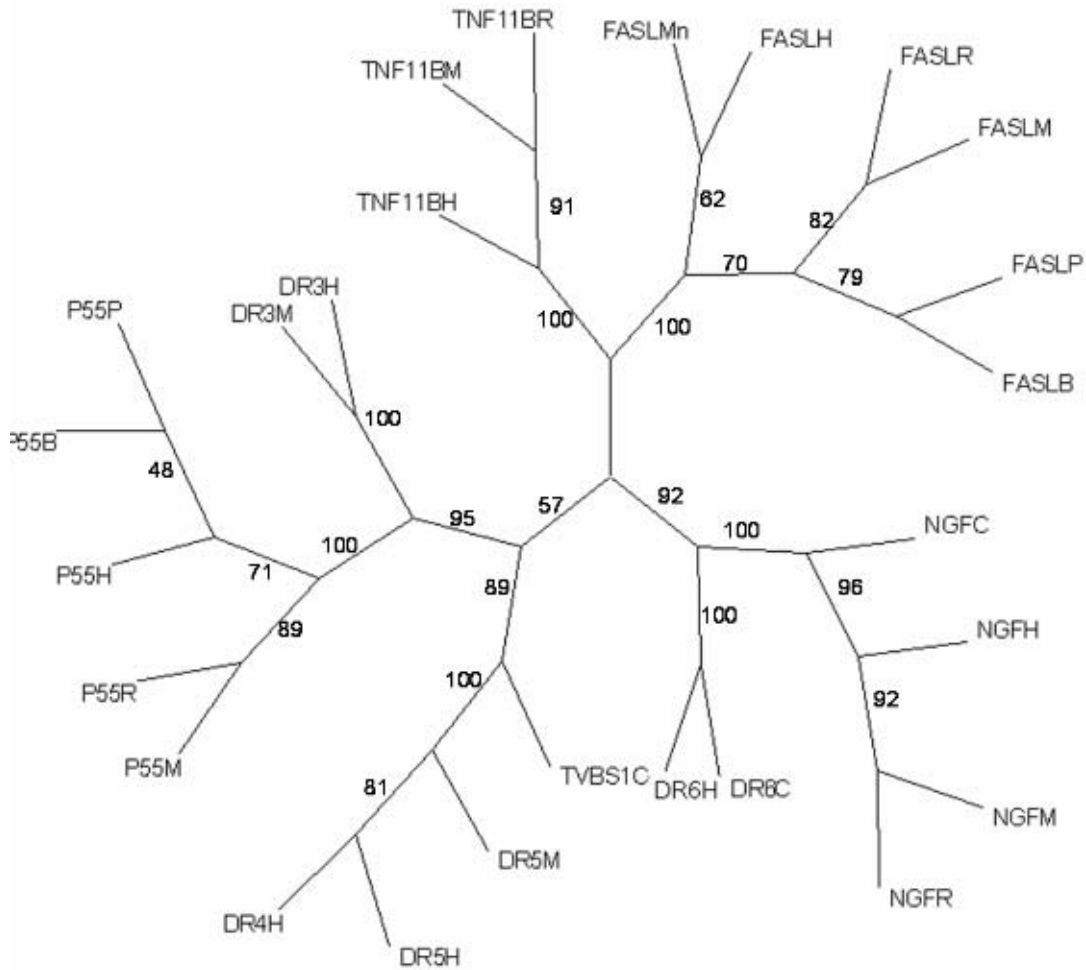 TNF11BR
FASLMn
FASLH
FASLR
TNF11BM
FASLM
TNF11BH
62
91
82
70
79
FASLP
DR3H
P55P
DR3M
100
100
FASLB
100
P55B
48
57
92
95
100
NGFC
100
P55H
71
89
96
89
100
NGFH
P55R
100
92
P55M
TVBS1C
DR6H
DR6C
81
NGFM
DR5M
NGFR
DR4H
DR5H